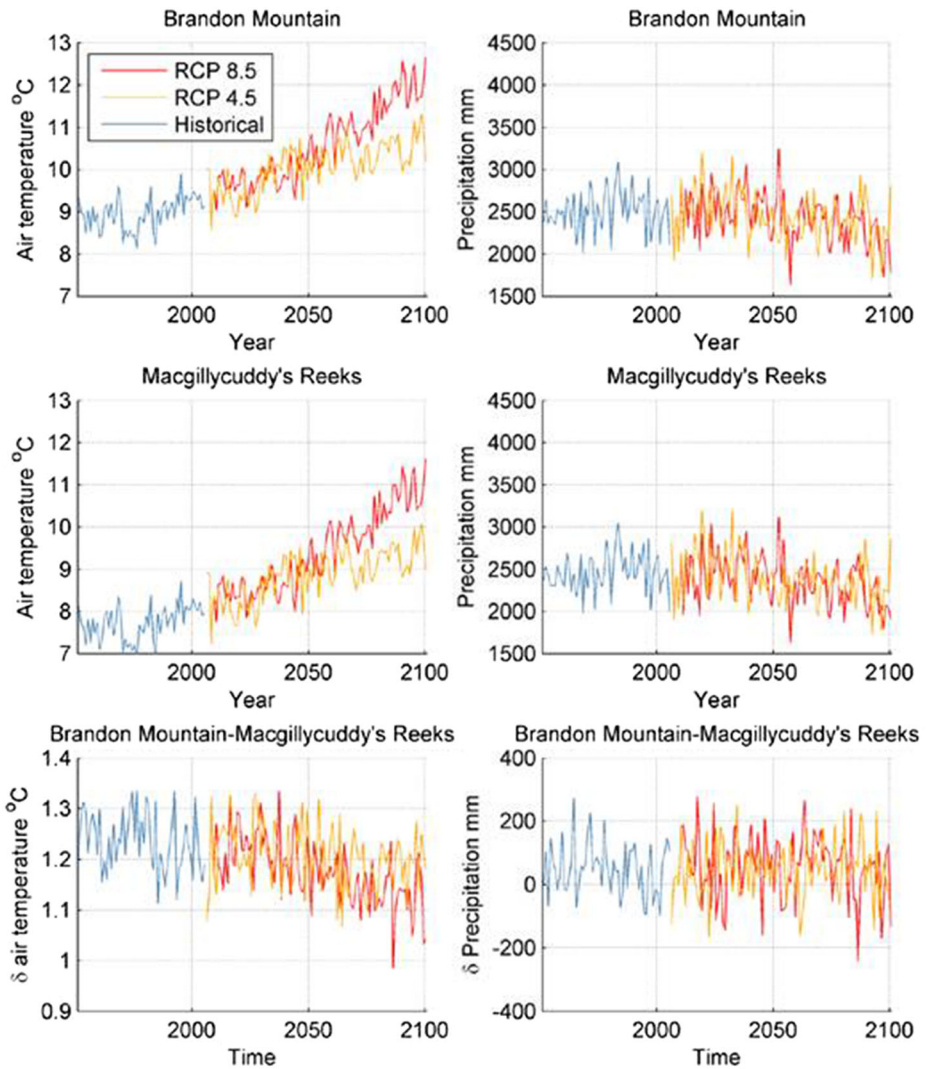 Brandon Mountain
Air temperature °C
13
12
11
10
9
8
7
RCP 8.5
RCP 4.5
Historical
2000
2050
2100
Year
Brandon Mountain
Precipitation mm
4500
4000
3500
3000
2500
2000
1500
2000
2050
2100
Year
Macgillycuddy's Reeks
Air temperature °C
13
12
11
10
9
8
7
2000
2050
2100
Year
Macgillycuddy's Reeks
Precipitation mm
4500
4000
3500
3000
2500
2000
1500
2000
2050
2100
Year
Brandon Mountain-Macgillycuddy's Reeks
δ air temperature °C
1.4
1.3
1.2
1.1
1
0.9
2000
2050
2100
Time
Brandon Mountain-Macgillycuddy's Reeks
δ Precipitation mm
400
200
0
-200
-400
2000
2050
2100
Time